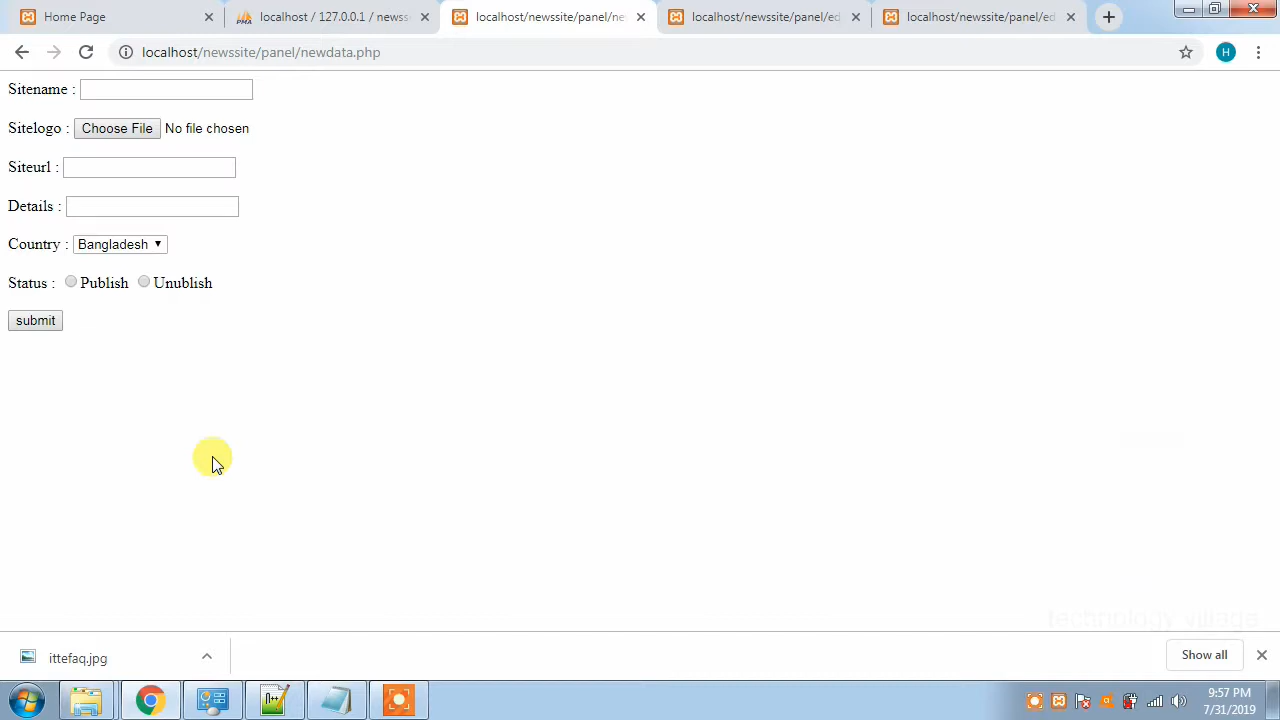 Home Page
localhost / 127.0.0.1 / newss
localhost/newssite/panel/ne
localhost/newssite/panel/ed
localhost/newssite/panel/ed
H
localhost/newssite/panel/newdata.php
Sitename :
Sitelogo : Choose File No file chosen
Siteurl :
Details :
Country : Bangladesh
Status : Publish Unublish
submit
technology village
ittefaq.jpg
Show all
9:57 PM
7/31/2019